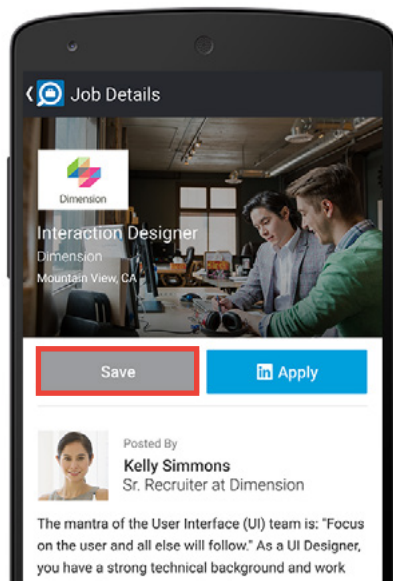 Job Details
Dimension
Interaction Designer
Dimension
Mountain View, CA
Save
in Apply
Posted By
Kelly Simmons
Sr. Recruiter at Dimension
The mantra of the User Interface (UI) team is: "Focus
on the user and all else will follow." As a UI Designer,
you have a strong technical background and work